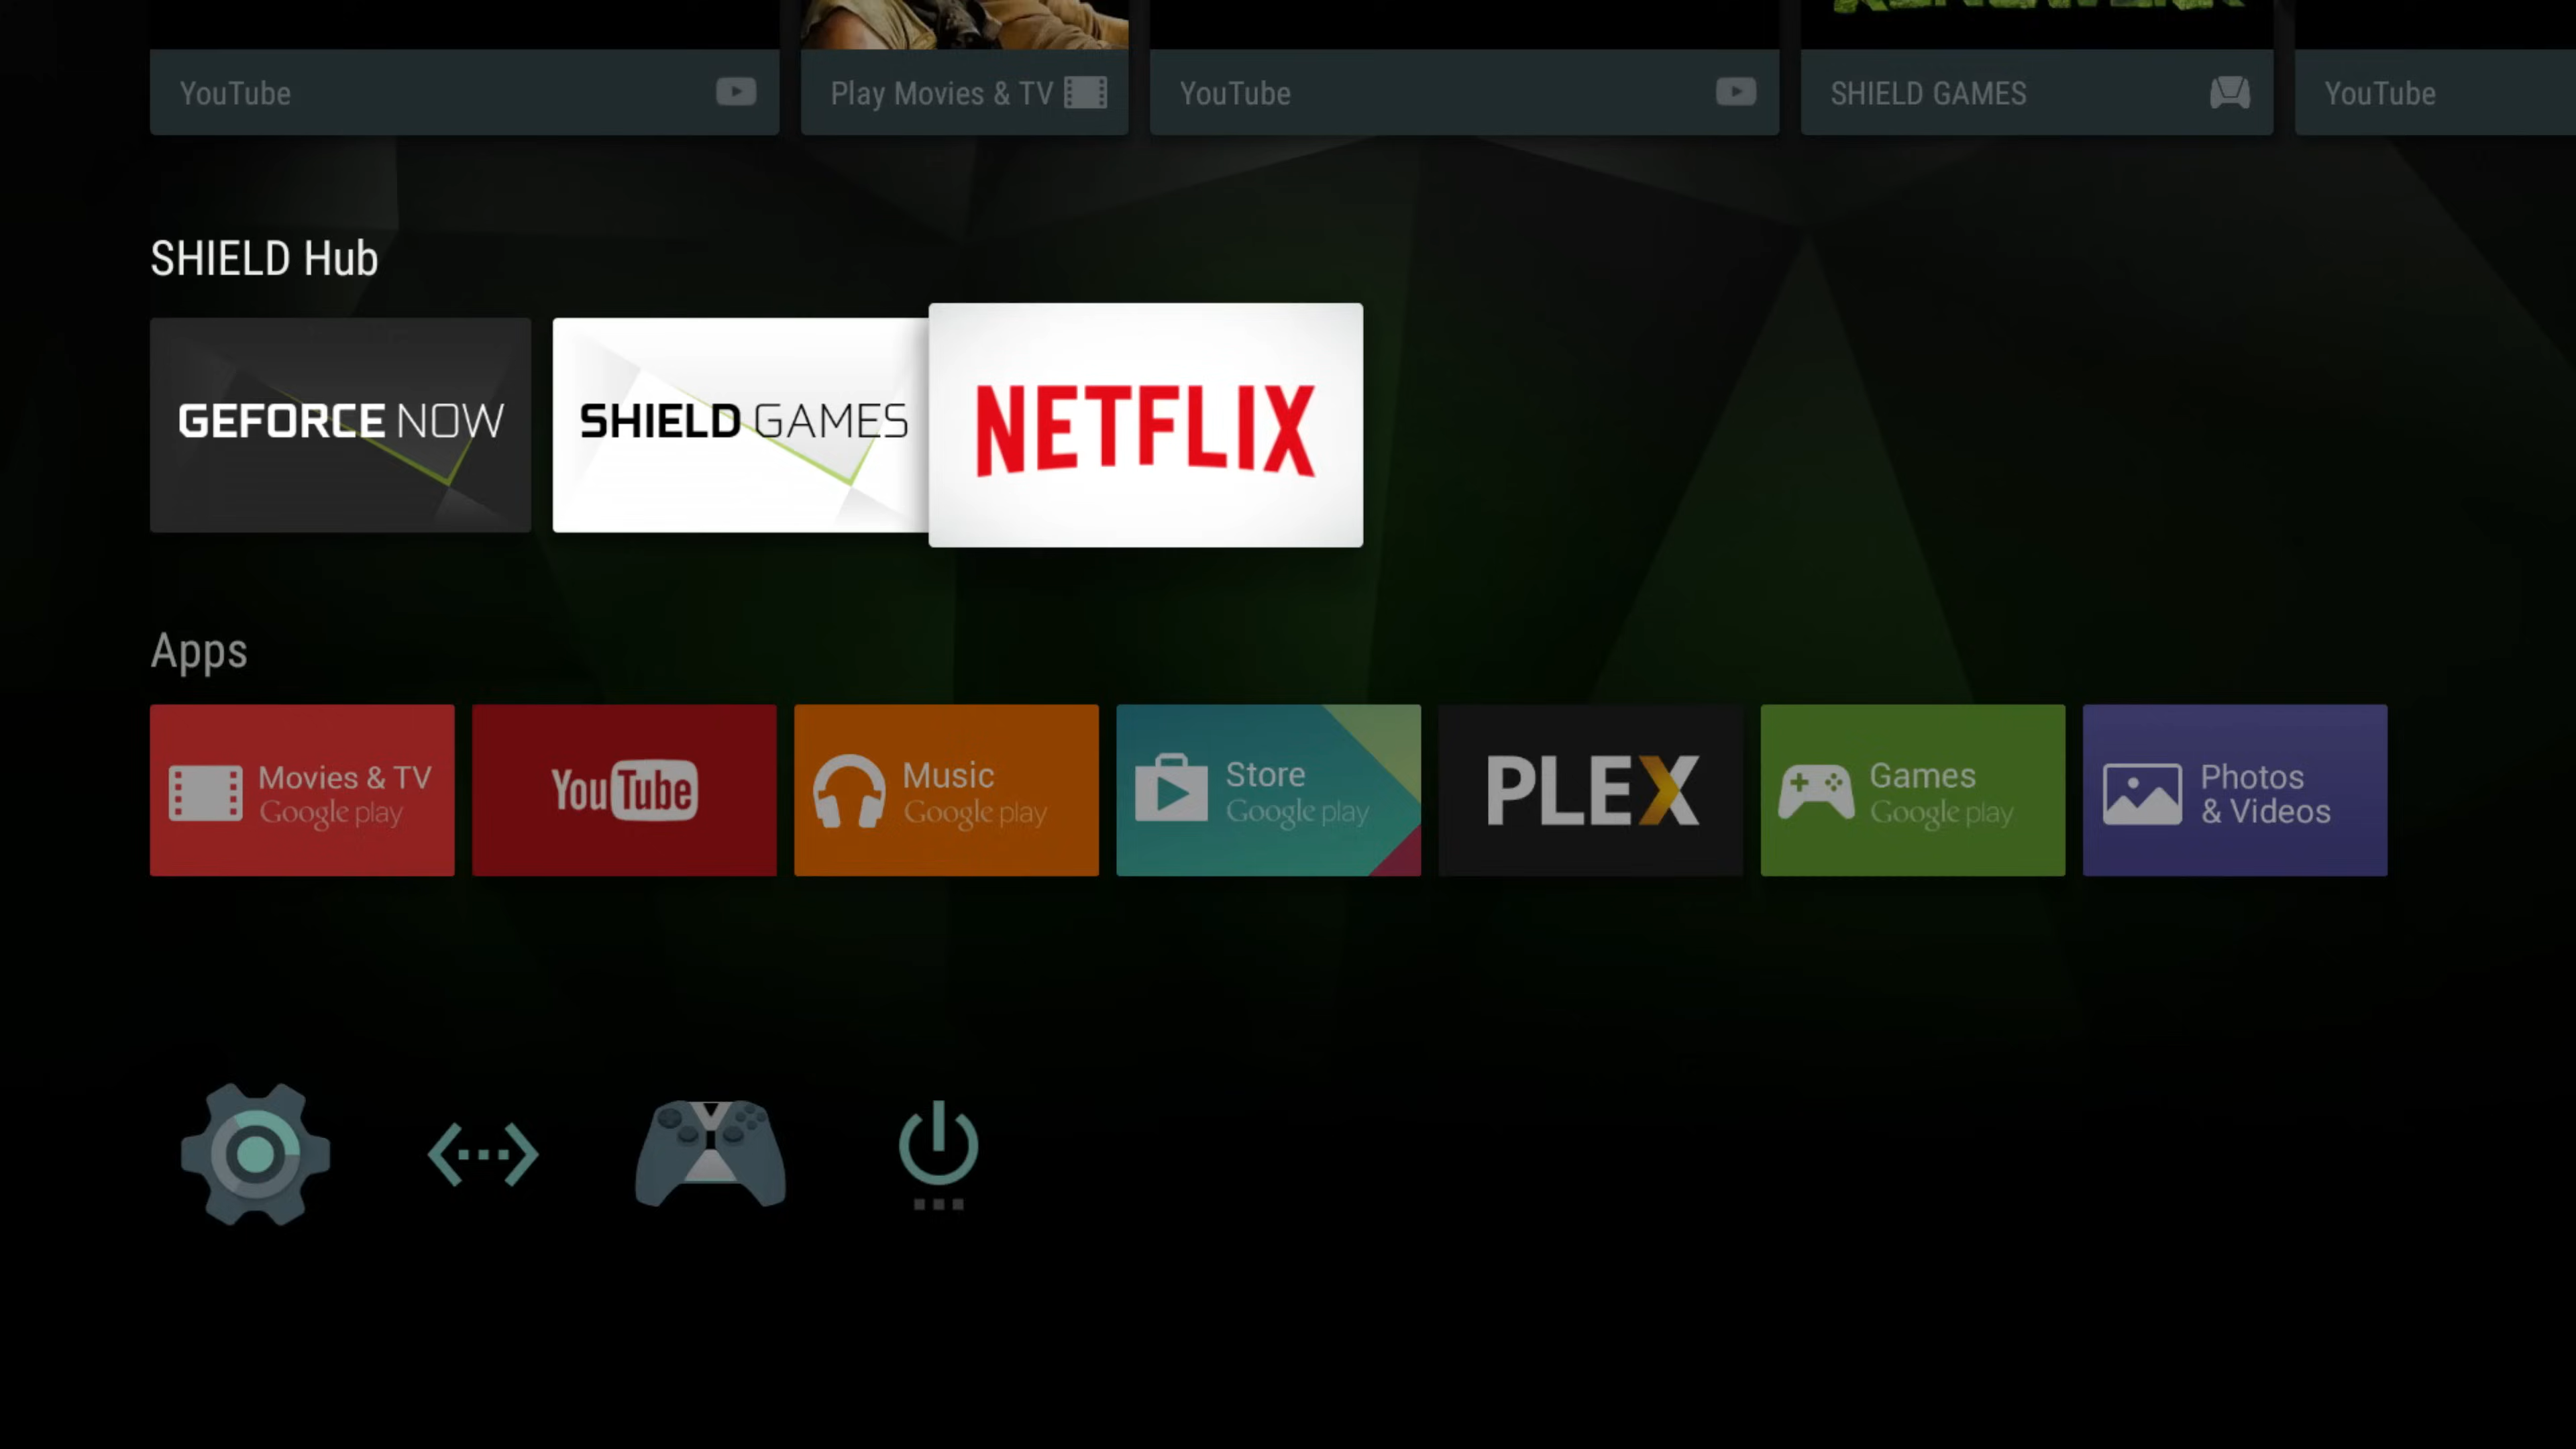 YouTube
Play Movies & TV
YouTube
SHIELD GAMES
YouTube
SHIELD Hub
GEFORCE NOW
SHIELD GAMES
NETFLIX
Apps
Movies & TV
Google play
YouTube
Music
Google play
Store
Google play
PLEX
Games
Google play
Photos
& Videos